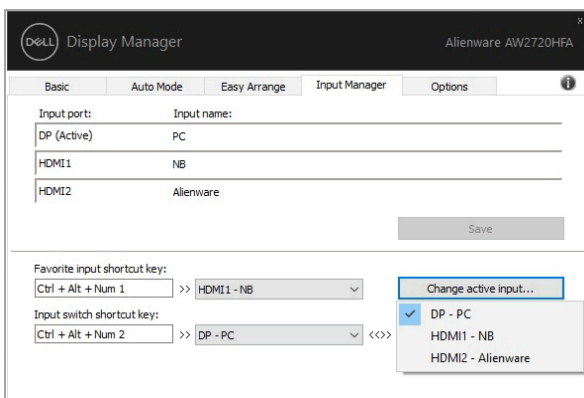 DELL Display Manager Alienware AW2720HFA
x
Basic Auto Mode Easy Arrange Input Manager Options i
Input port: Input name:
DP (Active) PC
HDMI1 NB
HDMI2 Alienware
Save
Favorite input shortcut key:
Ctrl + Alt + Num 1 >> HDMI1 - NB Change active input...
Input switch shortcut key:
Ctrl + Alt + Num 2 >> DP - PC <<>>
DP - PC
HDMI1 - NB
HDMI2 - Alienware